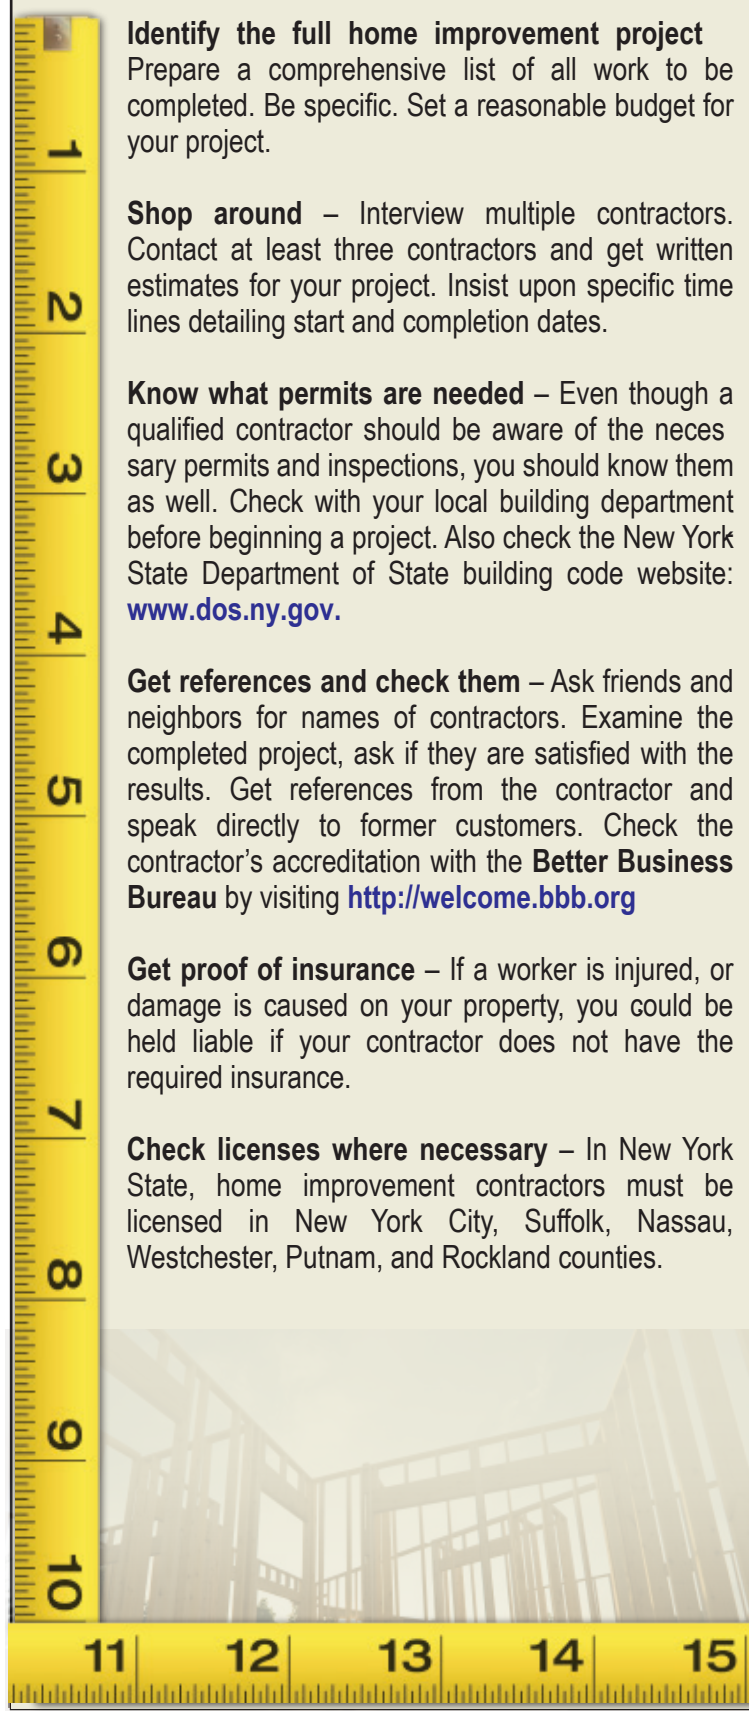 Identify the full home improvement project
Prepare a comprehensive list of all work to be
completed. Be specific. Set a reasonable budget for
your project.
Shop around – Interview multiple contractors.
Contact at least three contractors and get written
estimates for your project. Insist upon specific time
lines detailing start and completion dates.
Know what permits are needed – Even though a
qualified contractor should be aware of the neces
sary permits and inspections, you should know them
as well. Check with your local building department
before beginning a project. Also check the New York
State Department of State building code website:
www.dos.ny.gov.
Get references and check them – Ask friends and
neighbors for names of contractors. Examine the
completed project, ask if they are satisfied with the
results. Get references from the contractor and
speak directly to former customers. Check the
contractor's accreditation with the Better Business
Bureau by visiting http://welcome.bbb.org
Get proof of insurance – If a worker is injured, or
damage is caused on your property, you could be
held liable if your contractor does not have the
required insurance.
Check licenses where necessary – In New York
State, home improvement contractors must be
licensed in New York City, Suffolk, Nassau,
Westchester, Putnam, and Rockland counties.
1
2
3
4
5
6
7
8
9
10
11 12 13 14 15